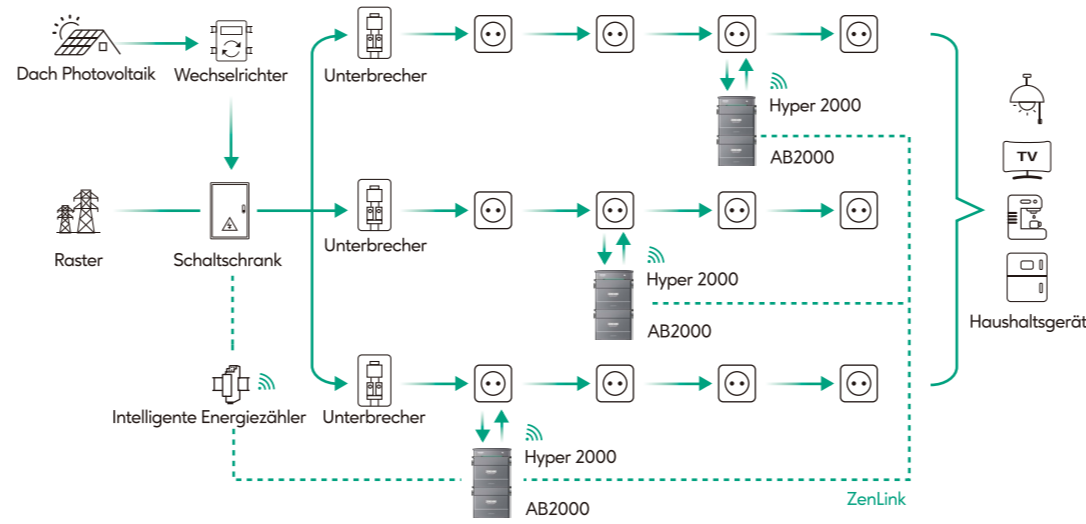 Dach Photovoltaik
Wechselrichter
Unterbrecher
Hyper 2000
AB2000
TV
Raster
Schaltschrank
Unterbrecher
Hyper 2000
AB2000
Haushaltsgerät
Intelligente Energiezähler
Unterbrecher
Hyper 2000
AB2000
ZenLink